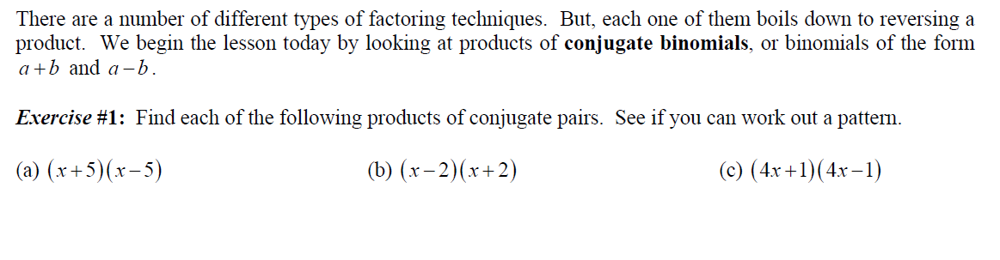 There are a number of different types of factoring techniques. But, each one of them boils down to reversing a
product. We begin the lesson today by looking at products of conjugate binomials, or binomials of the form
a+b and a−b.
Exercise #1: Find each of the following products of conjugate pairs. See if you can work out a pattern.
(a) (x+5)(x−5) (b) (x−2)(x+2) (c) (4x+1)(4x−1)